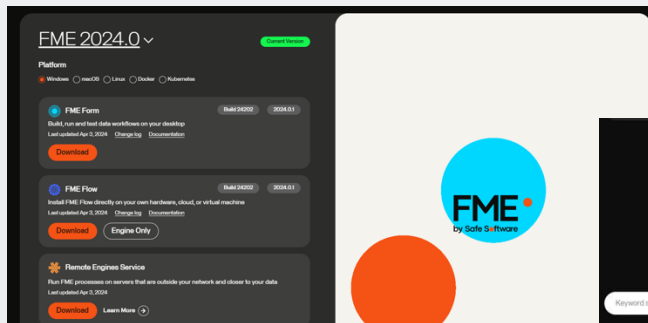 FME 2024.0
Current Version
Platform
Windows macOS Linux Docker Kubernetes
FME Form
Build 24202 2024.0.1
Build, run and test data workflows on your desktop
Last updated Apr 3, 2024 Change log Documentation
Download
FME Flow
Build 24202 2024.0.1
Install FME Flow directly on your own hardware, cloud, or virtual machine
Last updated Apr 3, 2024 Change log Documentation
Download Engine Only
Remote Engines Service
Run FME processes on servers that are outside your network and closer to your data
Last updated Apr 3, 2024
Download Learn More
FME
by Safe Software
Keyword s